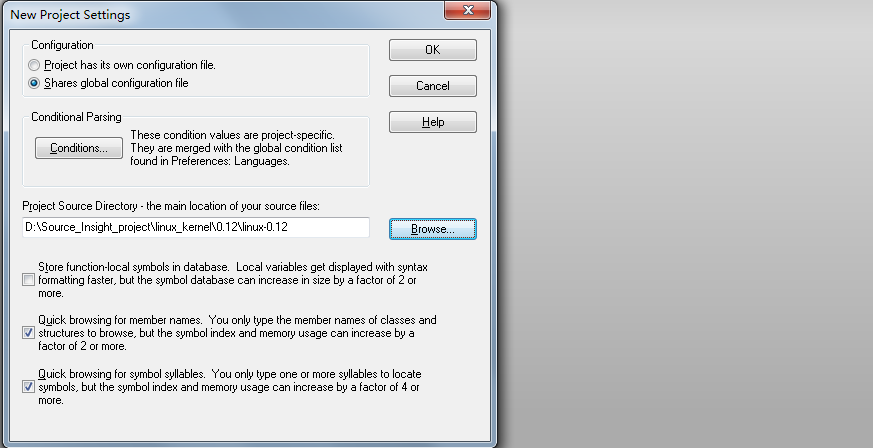 New Project Settings
Configuration
Project has its own configuration file.
Shares global configuration file
OK
Cancel
Help
Conditional Parsing
Conditions...
These condition values are project-specific.
They are merged with the global condition list
found in Preferences: Languages.
Project Source Directory - the main location of your source files:
D:\Source_Insight_project\linux_kernel\0.12\linux-0.12
Browse...
Store function-local symbols in database.  Local variables get displayed with syntax
formatting faster, but the symbol database can increase in size by a factor of 2 or
more.
Quick browsing for member names.  You only type the member names of classes and
structures to browse, but the symbol index and memory usage can increase by a
factor of 2 or more.
Quick browsing for symbol syllables.  You only type one or more syllables to locate
symbols, but the symbol index and memory usage can increase by a factor of 4 or
more.